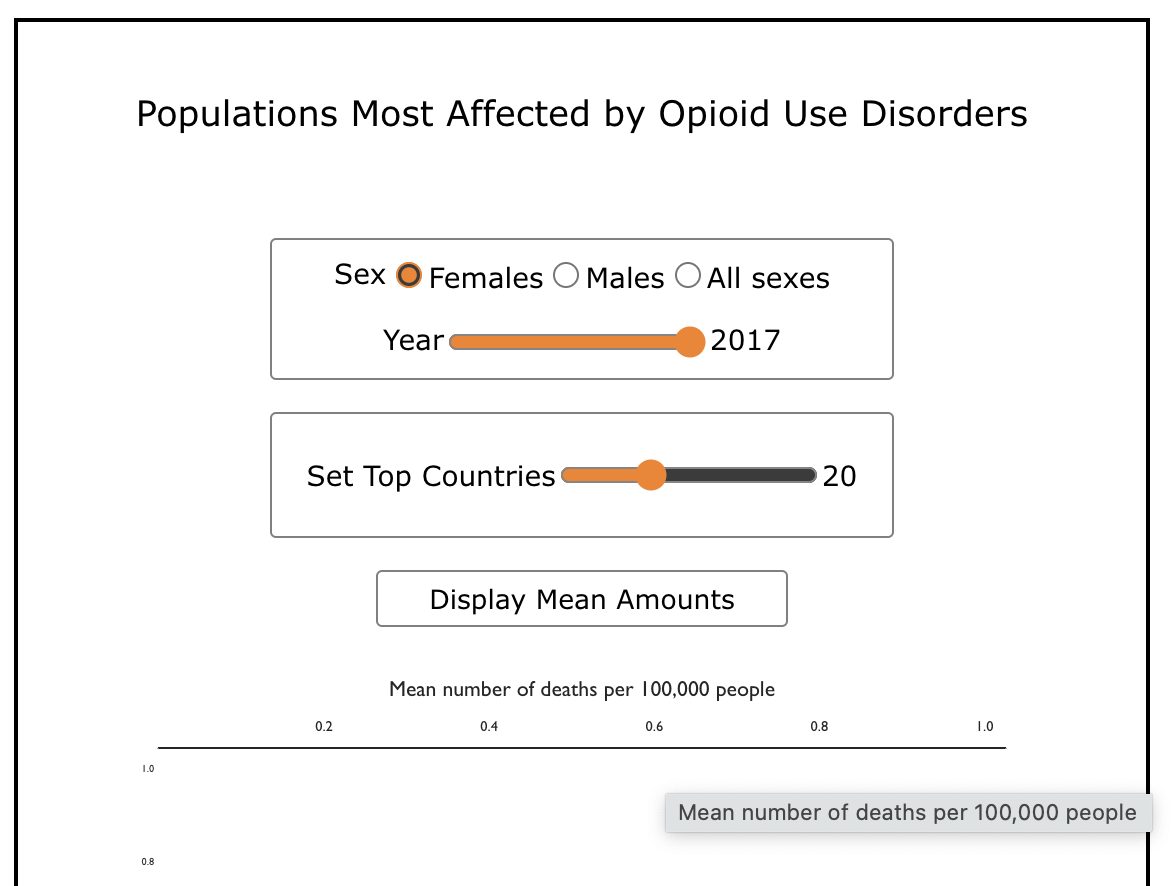 Populations Most Affected by Opioid Use Disorders
Sex Females Males All sexes
Year 2017
Set Top Countries 20
Display Mean Amounts
Mean number of deaths per 100,000 people
0.2 0.4 0.6 0.8 1.0
1.0
Mean number of deaths per 100,000 people
0.8